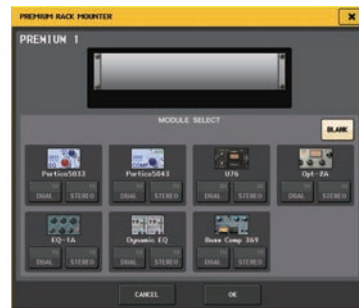 PREMIUM RACK MOUNTER
PREMIUM 1
MODULE SELECT
BLANK
Portico5033 Portico5043 U76 Opt-2A
DUAL STEREO DUAL STEREO DUAL STEREO DUAL STEREO
EQ-1A Dynamic EQ Buss Comp 369
DUAL STEREO DUAL STEREO DUAL STEREO
CANCEL OK